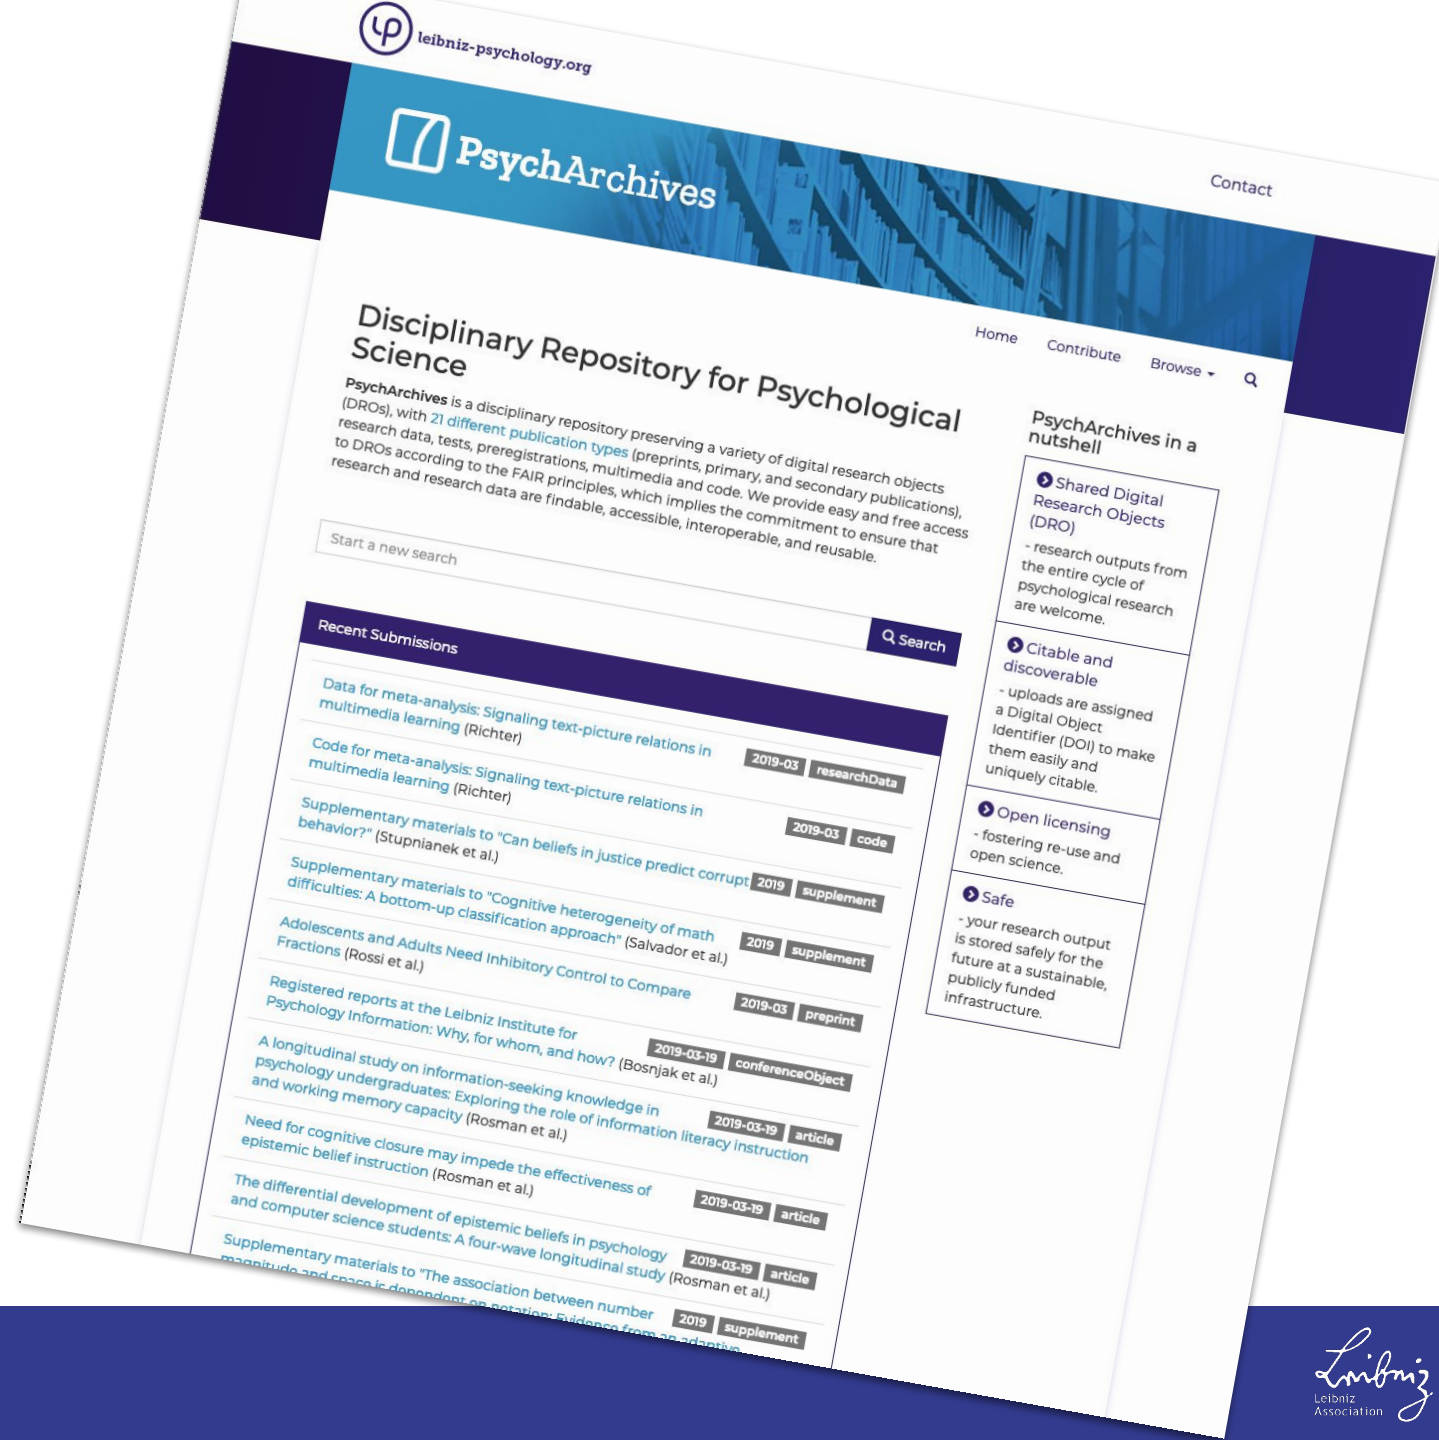 leibniz-psychology.org
Contact
PsychArchives
Home Contribute Browse
Disciplinary Repository for Psychological
Science
PsychArchives is a disciplinary repository preserving a variety of digital research objects
(DROs), with 21 different publication types (preprints, primary, and secondary publications),
research data, tests, preregistrations, multimedia and code. We provide easy and free access
to DROs according to the FAIR principles, which implies the commitment to ensure that
research and research data are findable, accessible, interoperable, and reusable.
Start a new search
Search
Recent Submissions
Data for meta-analysis: Signaling text-picture relations in
multimedia learning (Richter)
2019-03 researchData
Code for meta-analysis: Signaling text-picture relations in
multimedia learning (Richter)
2019-03 code
Supplementary materials to "Can beliefs in justice predict corrupt
behavior?" (Stupnianek et al.)
2019 supplement
Supplementary materials to "Cognitive heterogeneity of math
difficulties: A bottom-up classification approach" (Salvador et al.)
2019 supplement
Adolescents and Adults Need Inhibitory Control to Compare
Fractions (Rossi et al.)
2019-03 preprint
Registered reports at the Leibniz Institute for
Psychology Information: Why, for whom, and how? (Bosnjak et al.)
2019-03-19 conferenceObject
A longitudinal study on information-seeking knowledge in
psychology undergraduates: Exploring the role of information literacy instruction
and working memory capacity (Rosman et al.)
2019-03-19 article
Need for cognitive closure may impede the effectiveness of
epistemic belief instruction (Rosman et al.)
2019-03-19 article
The differential development of epistemic beliefs in psychology
and computer science students: A four-wave longitudinal study (Rosman et al.)
2019-03-19 article
Supplementary materials to "The association between number
magnitude and space is dependent on notation: Evidence from an adaptive
2019 supplement
PsychArchives in a
nutshell
Shared Digital
Research Objects
(DRO)
- research outputs from
the entire cycle of
psychological research
are welcome.
Citable and
discoverable
- uploads are assigned
a Digital Object
Identifier (DOI) to make
them easily and
uniquely citable.
Open licensing
- fostering re-use and
open science.
Safe
- your research output
is stored safely for the
future at a sustainable,
publicly funded
infrastructure.
Leibniz
Leibniz
Association